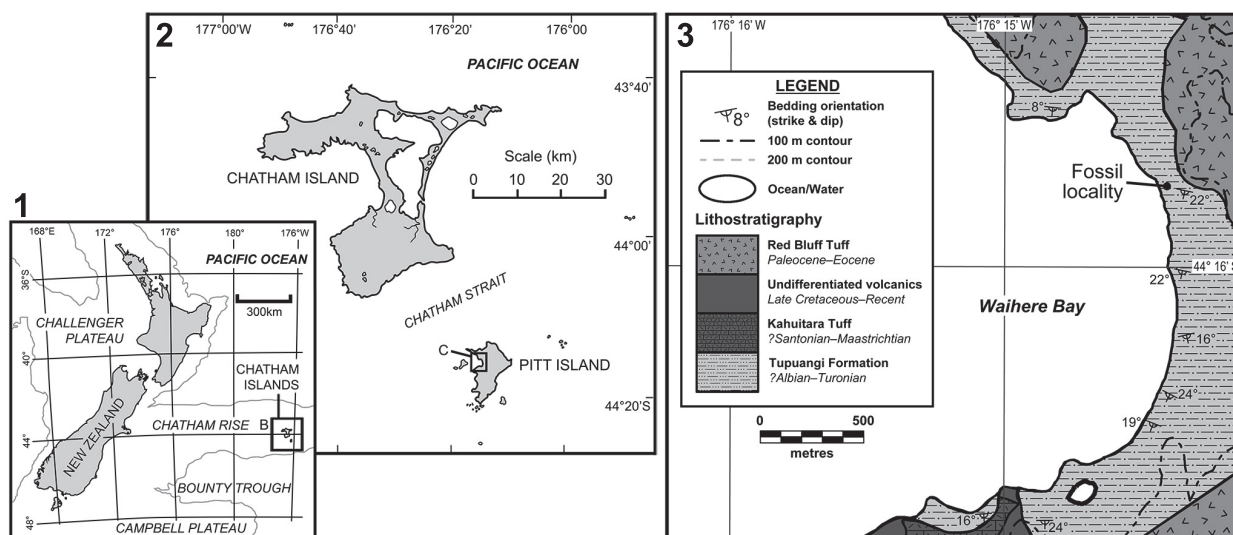 1
168°E
172°
176°
180°
176°W
PACIFIC OCEAN
36°S
300km
CHALLENGER
PLATEAU
40°
CHATHAM
ISLANDS
NEW ZEALAND
CHATHAM RISE
B
44°
BOUNTY TROUGH
48°
CAMPBELL PLATEAU
2
177°00'W
176°40'
176°20'
176°00'
PACIFIC OCEAN
43°40'
Scale (km)
0 10 20 30
CHATHAM ISLAND
44°00'
CHATHAM STRAIT
C
PITT ISLAND
44°20'S
3
176° 16' W
176° 15' W
LEGEND
8°
Bedding orientation
(strike & dip)
100 m contour
200 m contour
Ocean/Water
Lithostratigraphy
Red Bluff Tuff
Paleocene–Eocene
Undifferentiated volcanics
Late Cretaceous–Recent
Kahuitara Tuff
?Santonian–Maastrichtian
Tupuangi Formation
?Albian–Turonian
0 500
metres
8°
Fossil
locality
22°
44° 16' S
22°
Waihere Bay
16°
24°
19°
16°
24°